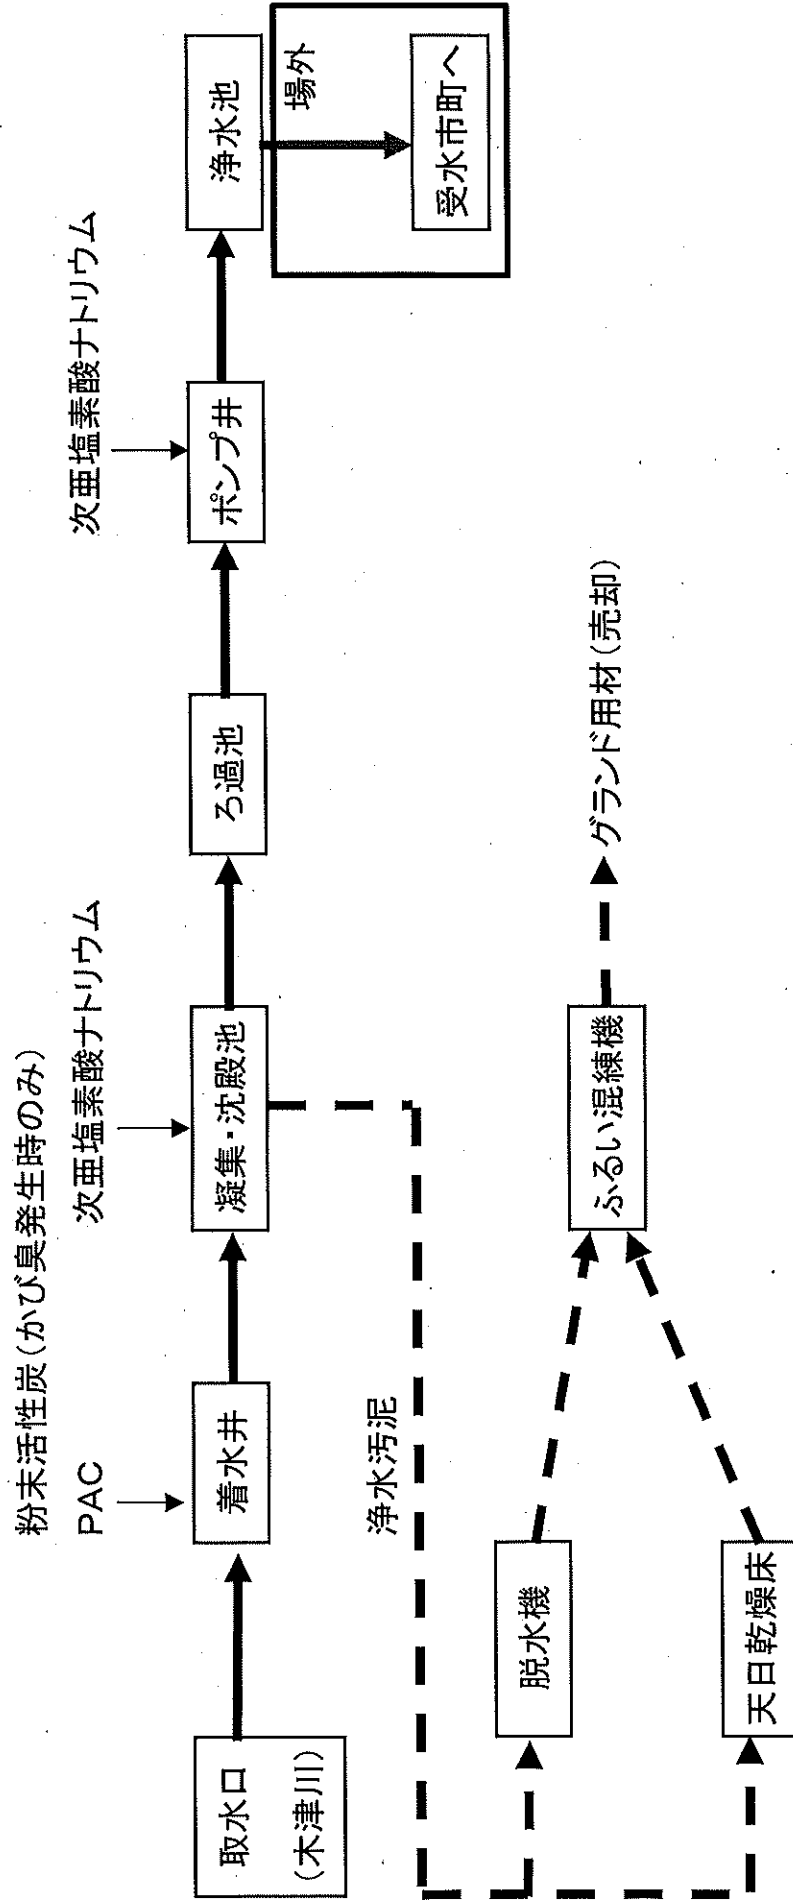 粉末活性炭(かび臭発生時のみ)
PAC
次亜塩素酸ナトリウム
次亜塩素酸ナトリウム
取水口
(木津川)
着水井
凝集・沈殿池
ろ過池
ポンプ井
浄水池
場外
受水市町へ
浄水汚泥
脱水機
天日乾燥床
ふるい混練機
グランド用材(売却)